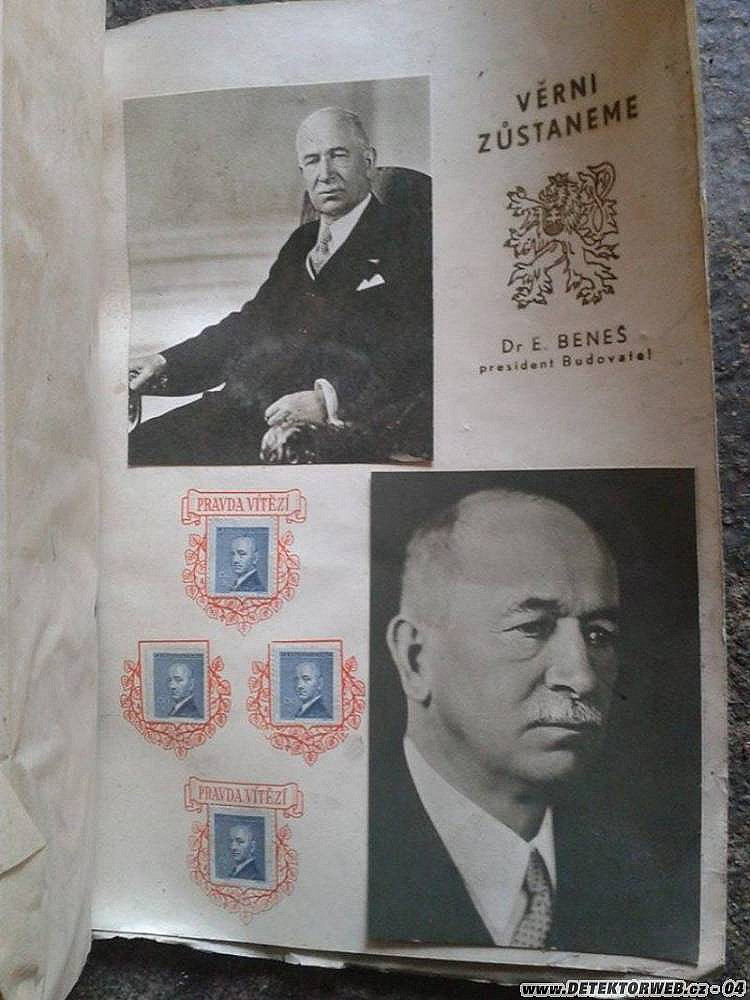 VĚRNI
ZŮSTANEME
Dr E. BENEŠ
president Budovatel
PRAVDA VÍTĚZÍ
PRAVDA VÍTĚZÍ
www.DETEKTORWEB.cz - 04